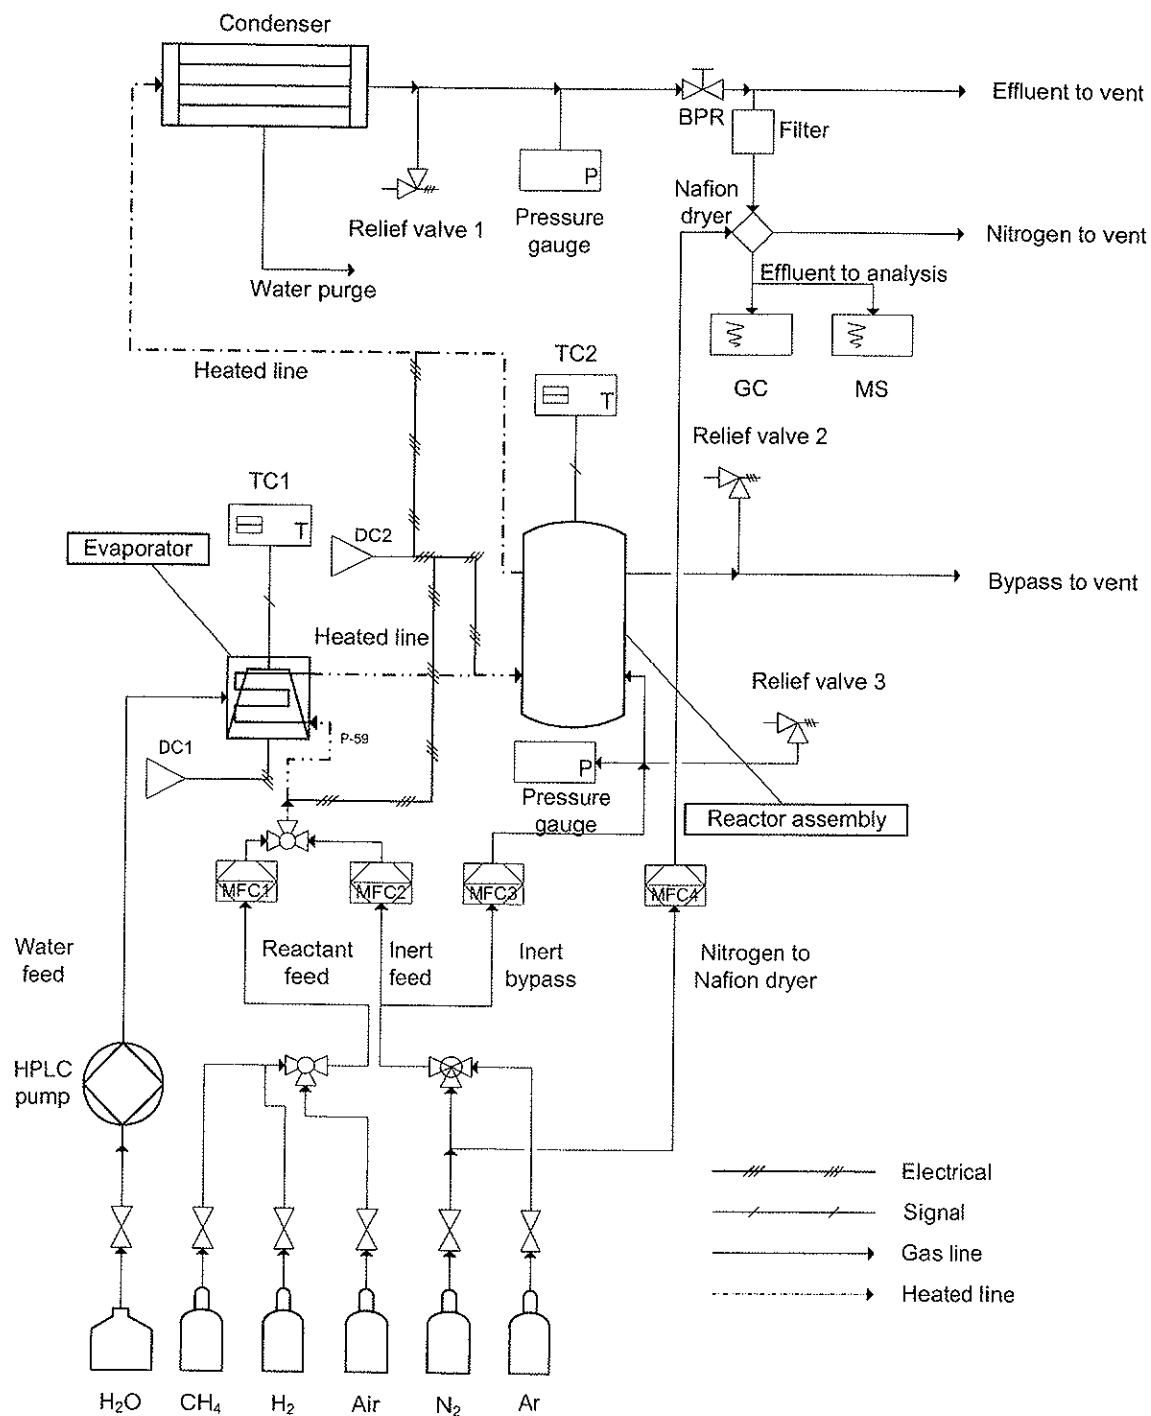 Condenser
Effluent to vent
BPR
Filter
P
Nafion
dryer
Relief valve 1
Pressure
gauge
Nitrogen to vent
Effluent to analysis
Water purge
TC2
Heated line
T
GC
MS
Relief valve 2
TC1
T
DC2
Evaporator
Bypass to vent
Heated line
Relief valve 3
P-59
DC1
P
Pressure
gauge
Reactor assembly
MFC1
MFC2
MFC3
MFC4
Water
feed
Reactant
feed
Inert
feed
Inert
bypass
Nitrogen to
Nafion dryer
HPLC
pump
Electrical
Signal
Gas line
Heated line
H₂O
CH₄
H₂
Air
N₂
Ar